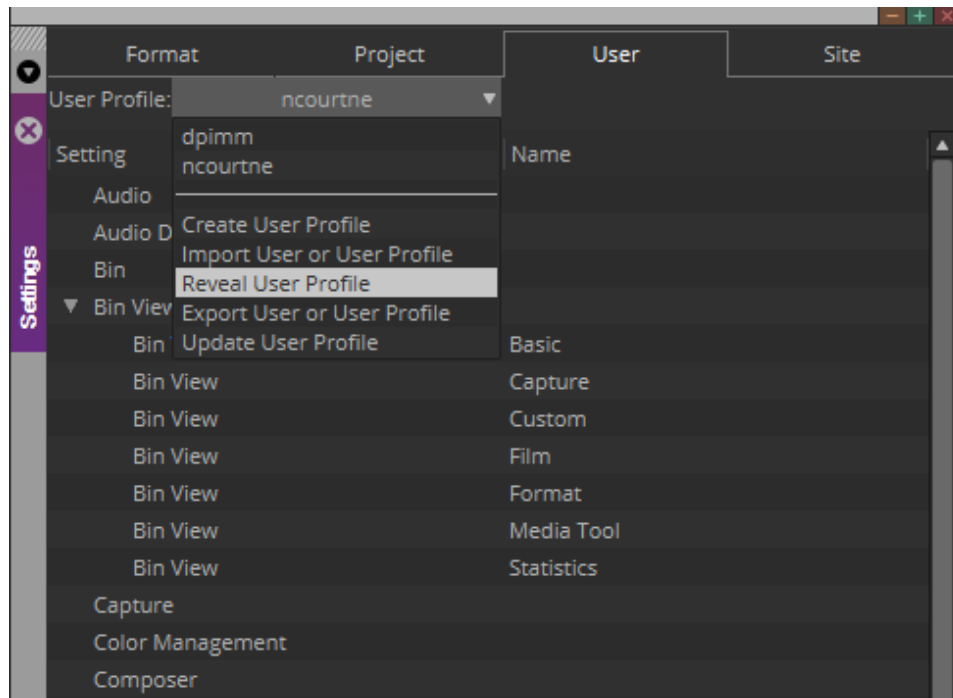 Format Project User Site
User Profile: ncourtne
dpimm
ncourtne
Create User Profile
Import User or User Profile
Reveal User Profile
Export User or User Profile
Update User Profile
Settings
Setting Name
Audio
Audio D
Bin
Bin View
Bin Basic
Bin View Capture
Bin View Custom
Bin View Film
Bin View Format
Bin View Media Tool
Bin View Statistics
Capture
Color Management
Composer